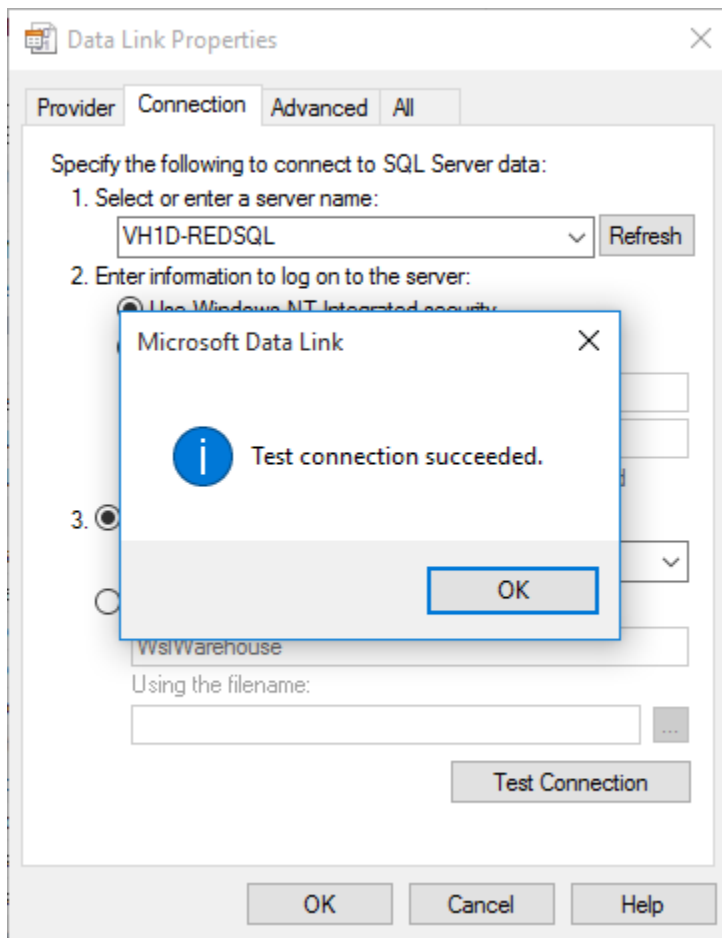 Data Link Properties
Provider Connection Advanced All
Specify the following to connect to SQL Server data:
1. Select or enter a server name:
VH1D-REDSQL Refresh
2. Enter information to log on to the server:
Use Windows NT Integrated security
Microsoft Data Link
Test connection succeeded.
3.
OK
WslWarehouse
Using the filename:
...
Test Connection
OK Cancel Help